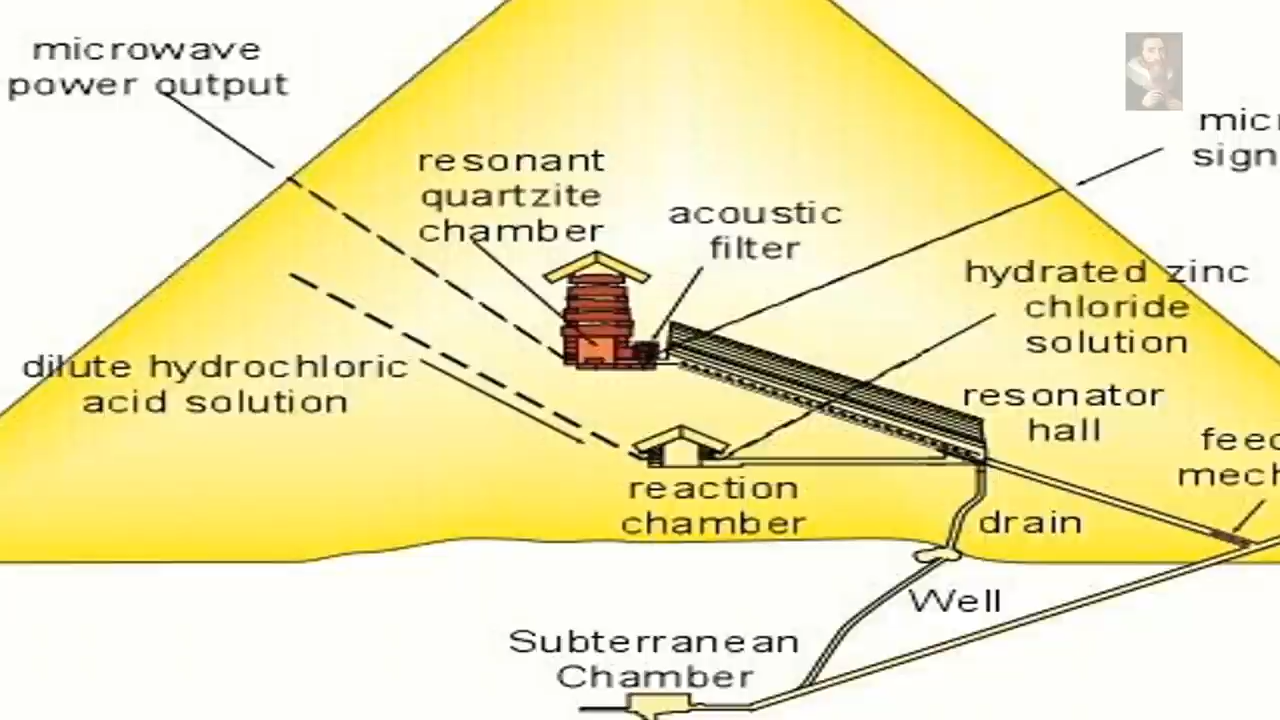 microwave
power output
resonant
quartzite
chamber
acoustic
filter
hydrated zinc
chloride
solution
dilute hydrochloric
acid solution
resonator
hall
reaction
chamber
drain
Well
Subterranean
Chamber